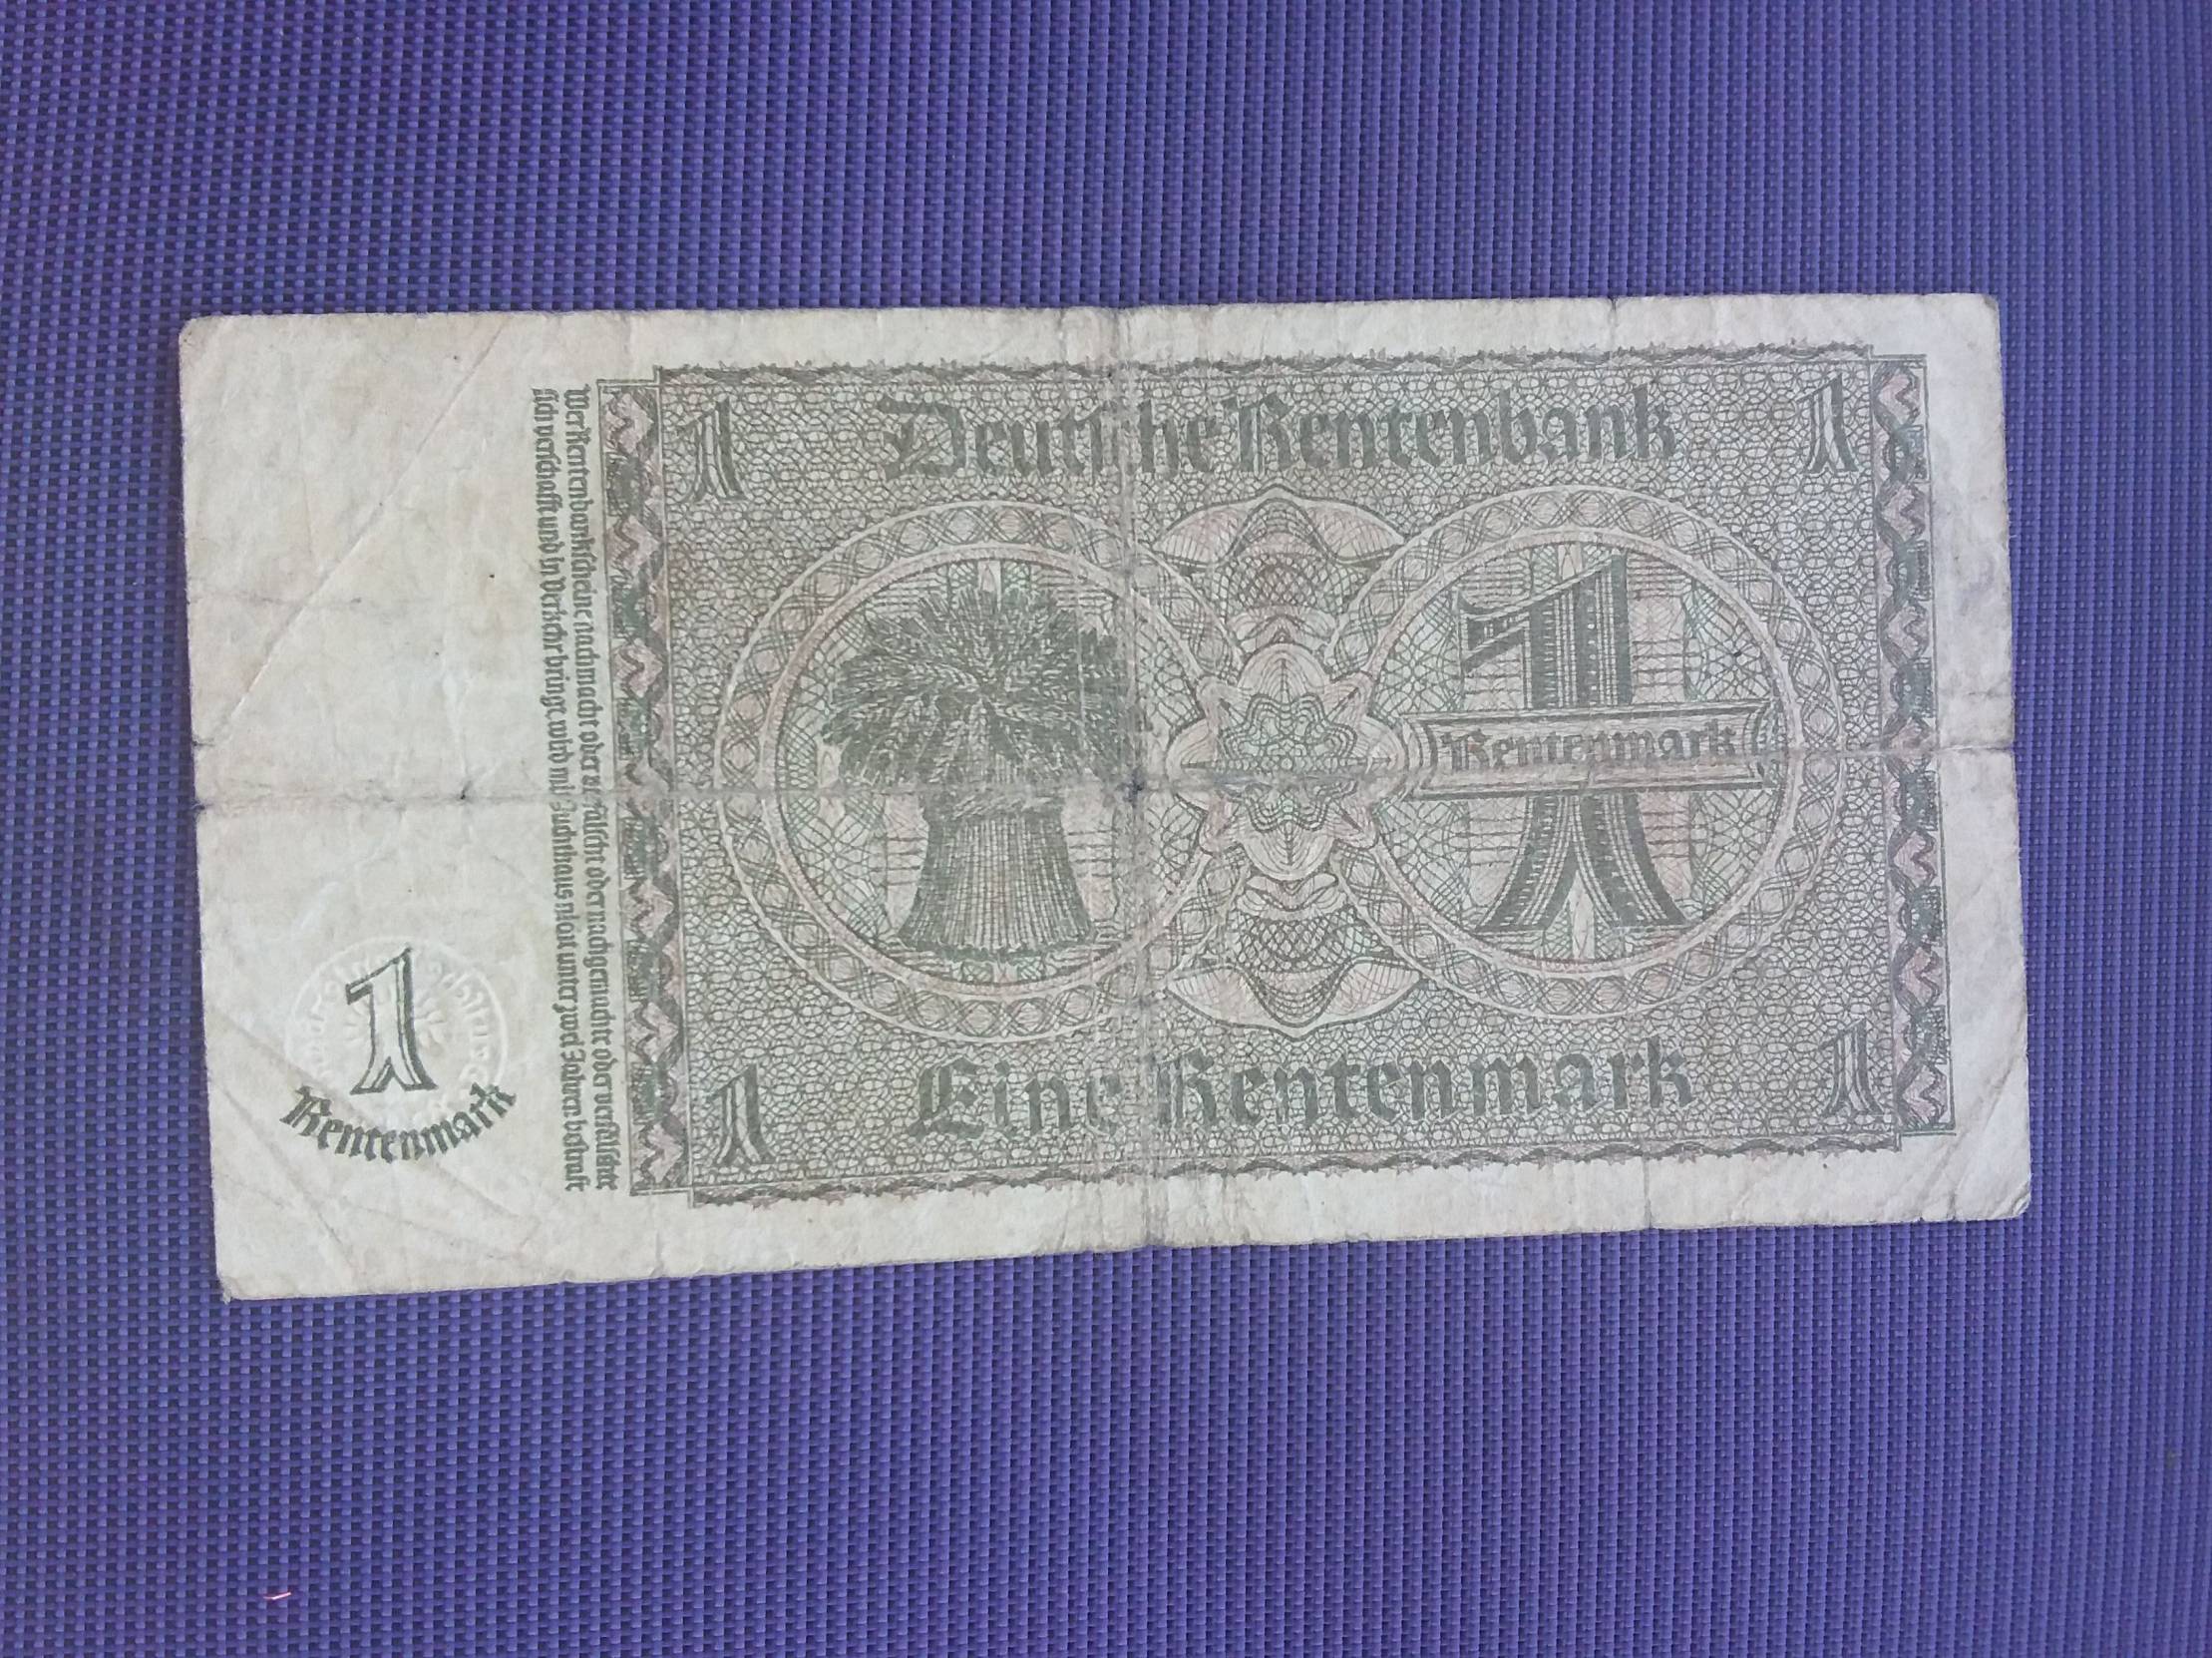 Wer Rentenbankscheine nachmacht oder verfälscht oder nachgemachte oder verfälschte
sich verschafft und in Verkehr bringt, wird mit Zuchthaus nicht unter zwei Jahren bestraft
1
Rentenmark
1
Deutsche Rentenbank
1
1
Rentenmark
1
Eine Rentenmark
1